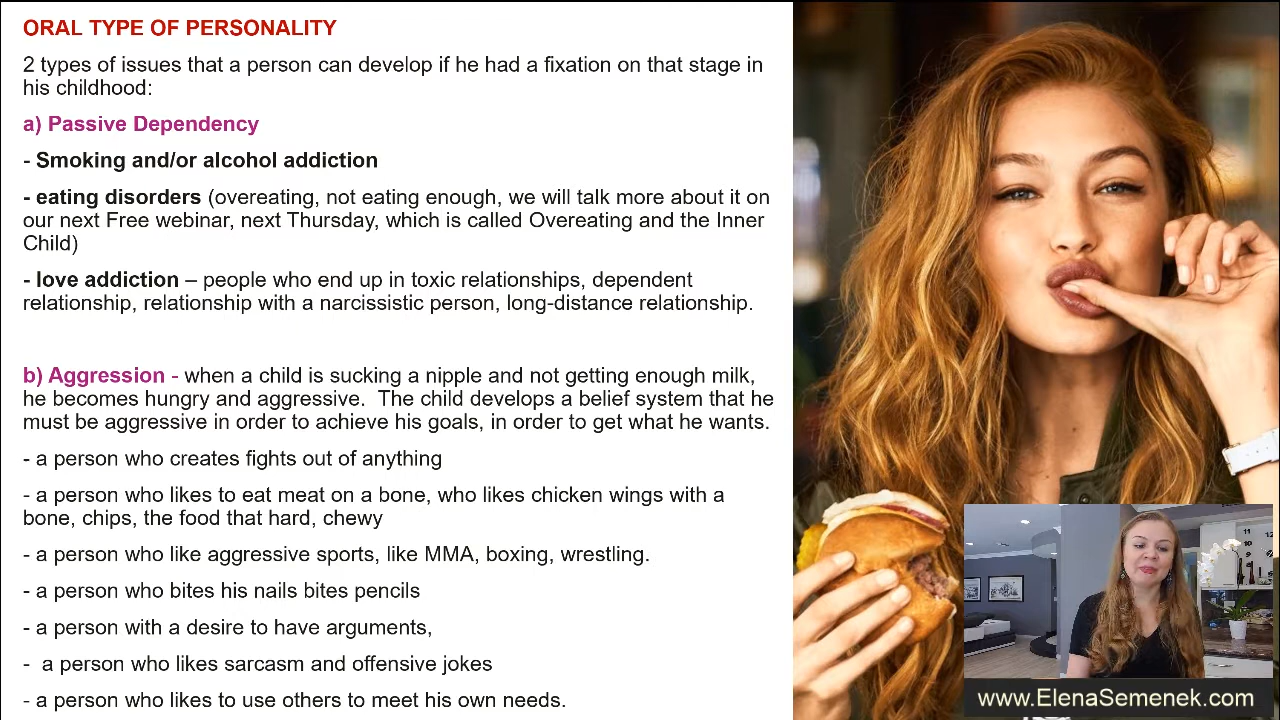 ORAL TYPE OF PERSONALITY
2 types of issues that a person can develop if he had a fixation on that stage in
his childhood:
a) Passive Dependency
- Smoking and/or alcohol addiction
- eating disorders (overeating, not eating enough, we will talk more about it on
our next Free webinar, next Thursday, which is called Overeating and the Inner
Child)
- love addiction – people who end up in toxic relationships, dependent
relationship, relationship with a narcissistic person, long-distance relationship.
b) Aggression - when a child is sucking a nipple and not getting enough milk,
he becomes hungry and aggressive.  The child develops a belief system that he
must be aggressive in order to achieve his goals, in order to get what he wants.
- a person who creates fights out of anything
- a person who likes to eat meat on a bone, who likes chicken wings with a
bone, chips, the food that hard, chewy
- a person who like aggressive sports, like MMA, boxing, wrestling.
- a person who bites his nails bites pencils
- a person with a desire to have arguments,
-  a person who likes sarcasm and offensive jokes
- a person who likes to use others to meet his own needs.
www.ElenaSemenek.com